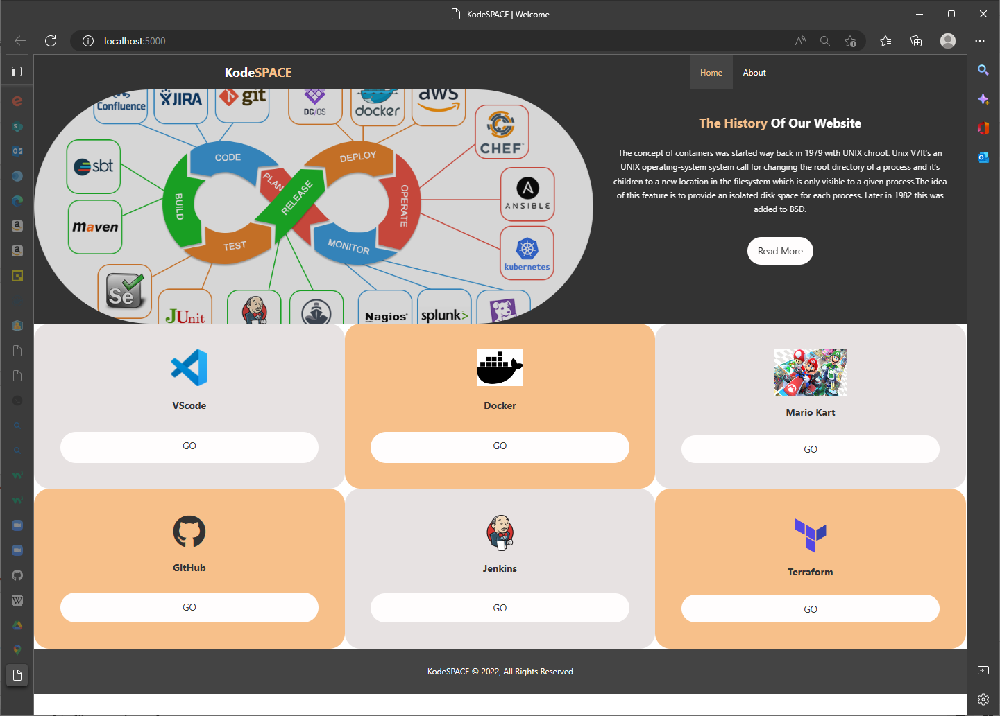 KodeSPACE | Welcome
localhost:5000
KodeSPACE
Home
About
Confluence
JIRA
git
DC/OS
docker
aws
CHEF
sbt
CODE
DEPLOY
PLAN
RELEASE
BUILD
OPERATE
ANSIBLE
maven
TEST
MONITOR
kubernetes
Se
JUnit
Nagios®
splunk>
The History Of Our Website
The concept of containers was started way back in 1979 with UNIX chroot. Unix V7It's an
UNIX operating-system system call for changing the root directory of a process and it's
children to a new location in the filesystem which is only visible to a given process.The idea
of this feature is to provide an isolated disk space for each process. Later in 1982 this was
added to BSD.
Read More
VScode
Docker
Mario Kart
GO
GO
GO
GitHub
Jenkins
Terraform
GO
GO
GO
KodeSPACE © 2022, All Rights Reserved